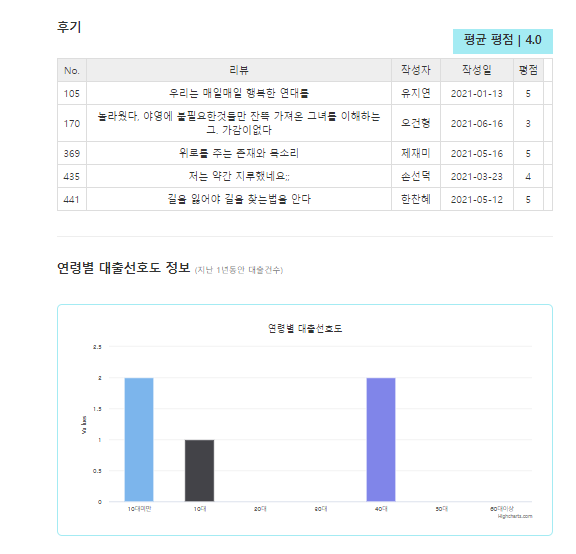 후기
평균 평점 | 4.0
No. 리뷰 작성자 작성일 평점
105 우리는 매일매일 행복한 연대를 유지연 2021-01-13 5
170 놀라웠다. 야영에 불필요한것들만 잔뜩 가져온 그녀를 이해하는 오건형 2021-06-16 3
그. 가감이없다
369 위로를 주는 존재와 목소리 제재미 2021-05-16 5
435 저는 약간 지루했네요;; 손선덕 2021-03-23 4
441 길을 잃어야 길을 찾는법을 안다 한찬혜 2021-05-12 5
연령별 대출선호도 정보 (지난 1년동안 대출건수)
연령별 대출선호도
2.5
2
1.5
1
0.5
0
Values
10대미만 10대 20대 30대 40대 50대 60대이상
Highcharts.com